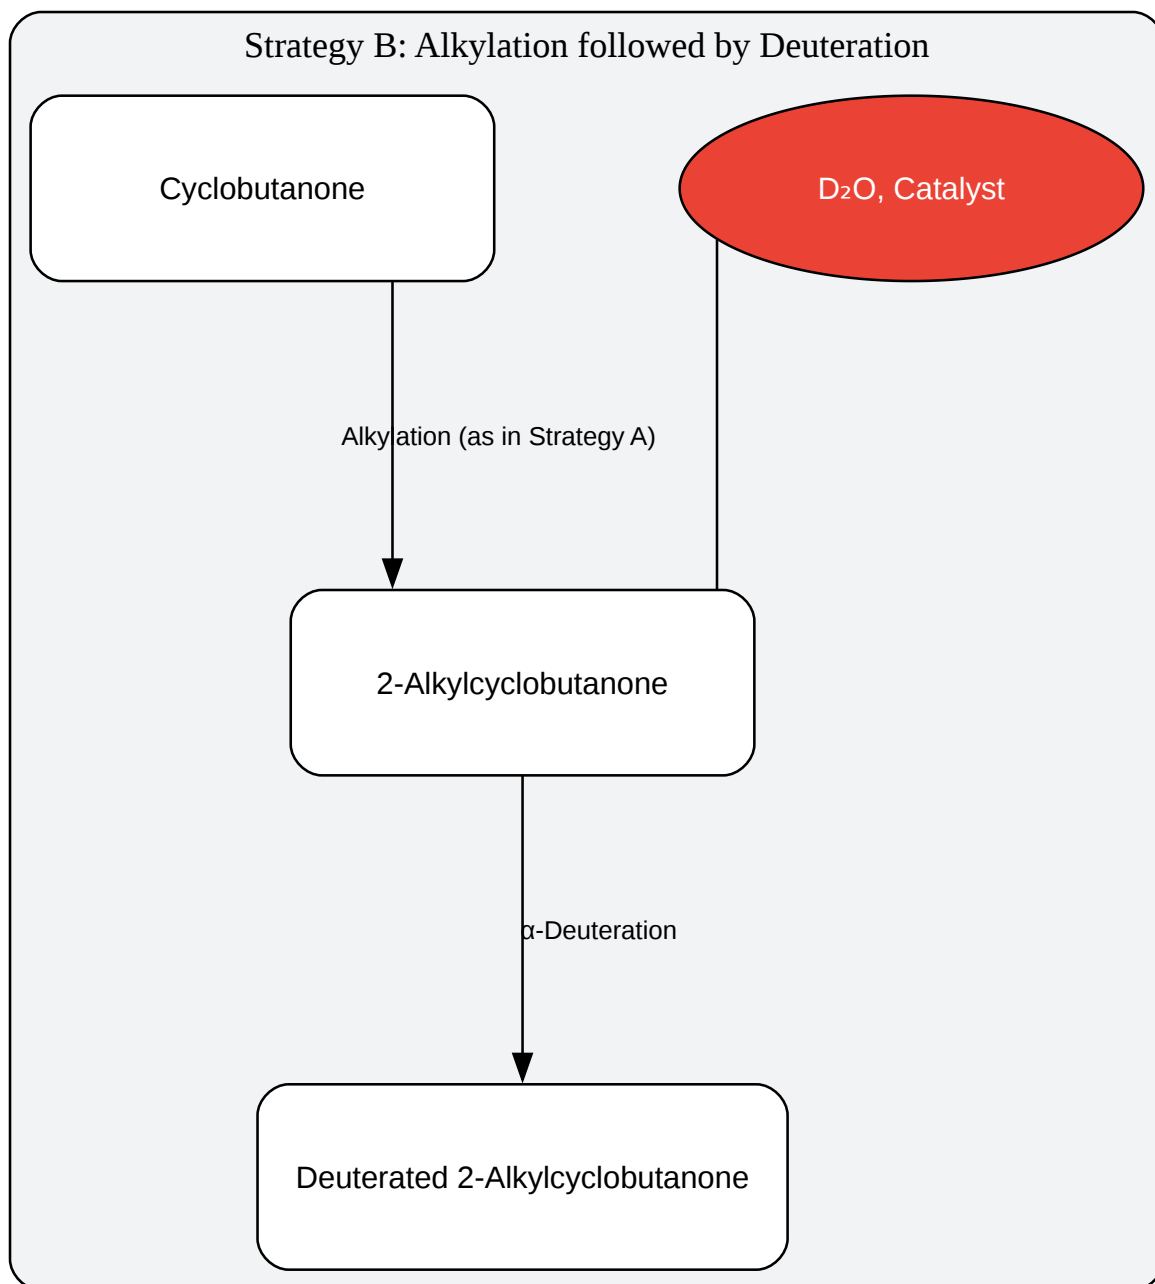 Strategy B: Alkylation followed by Deuteration
Cyclobutanone
D₂O, Catalyst
Alkylation (as in Strategy A)
2-Alkylcyclobutanone
α-Deuteration
Deuterated 2-Alkylcyclobutanone